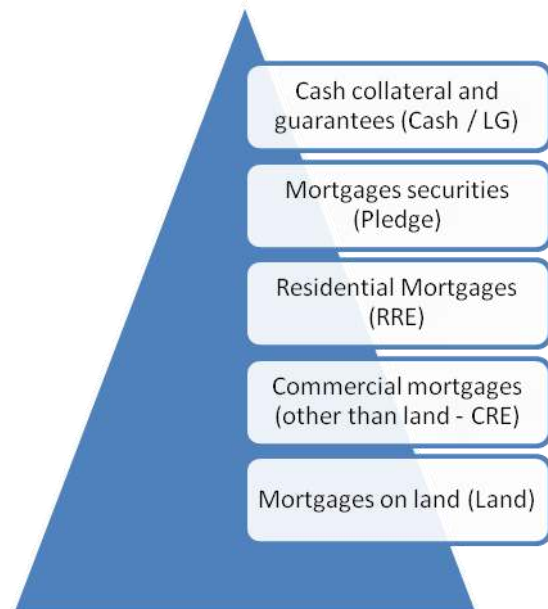 Cash collateral and
guarantees (Cash / LG)
Mortgages securities
(Pledge)
Residential Mortgages
(RRE)
Commercial mortgages
(other than land - CRE)
Mortgages on land (Land)